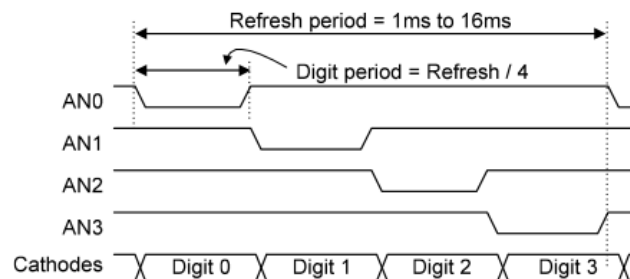 Refresh period = 1ms to 16ms
Digit period = Refresh / 4
AN0
AN1
AN2
AN3
Cathodes Digit 0 Digit 1 Digit 2 Digit 3